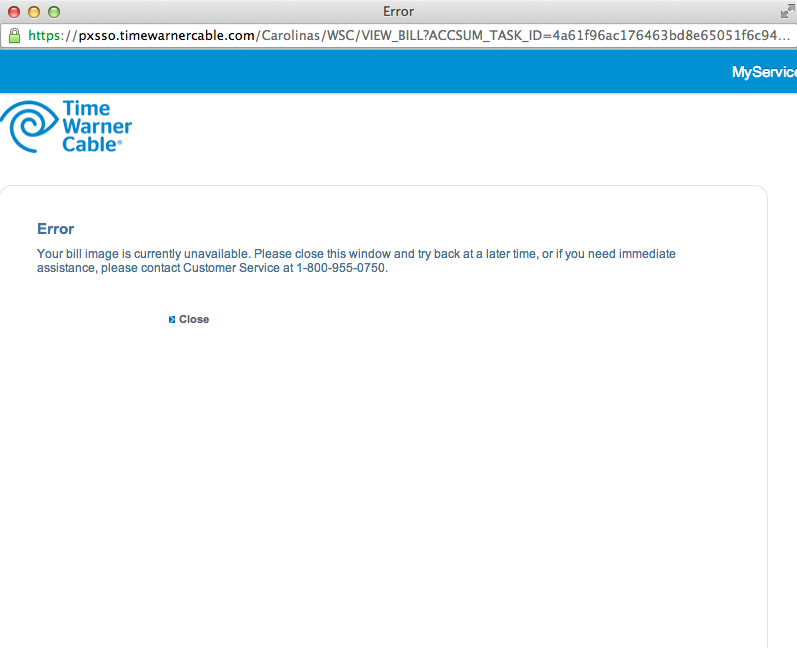 Error
https://pxsso.timewarnercable.com/Carolinas/WSC/VIEW_BILL?ACCSUM_TASK_ID=4a61f96ac176463bd8e65051f6c94...
MyService
Time
Warner
Cable®
Error
Your bill image is currently unavailable. Please close this window and try back at a later time, or if you need immediate
assistance, please contact Customer Service at 1-800-955-0750.
Close